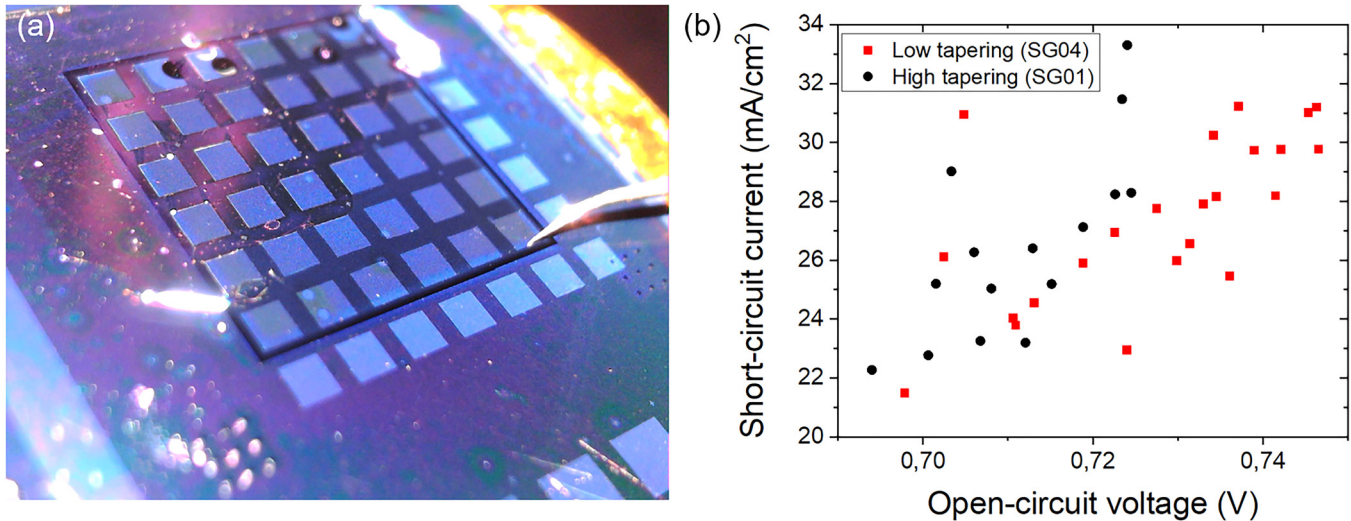 (a)
(b)
34
32
30
28
26
24
22
20
Short-circuit current (mA/cm²)
Low tapering (SG04)
High tapering (SG01)
0,70
0,72
0,74
Open-circuit voltage (V)